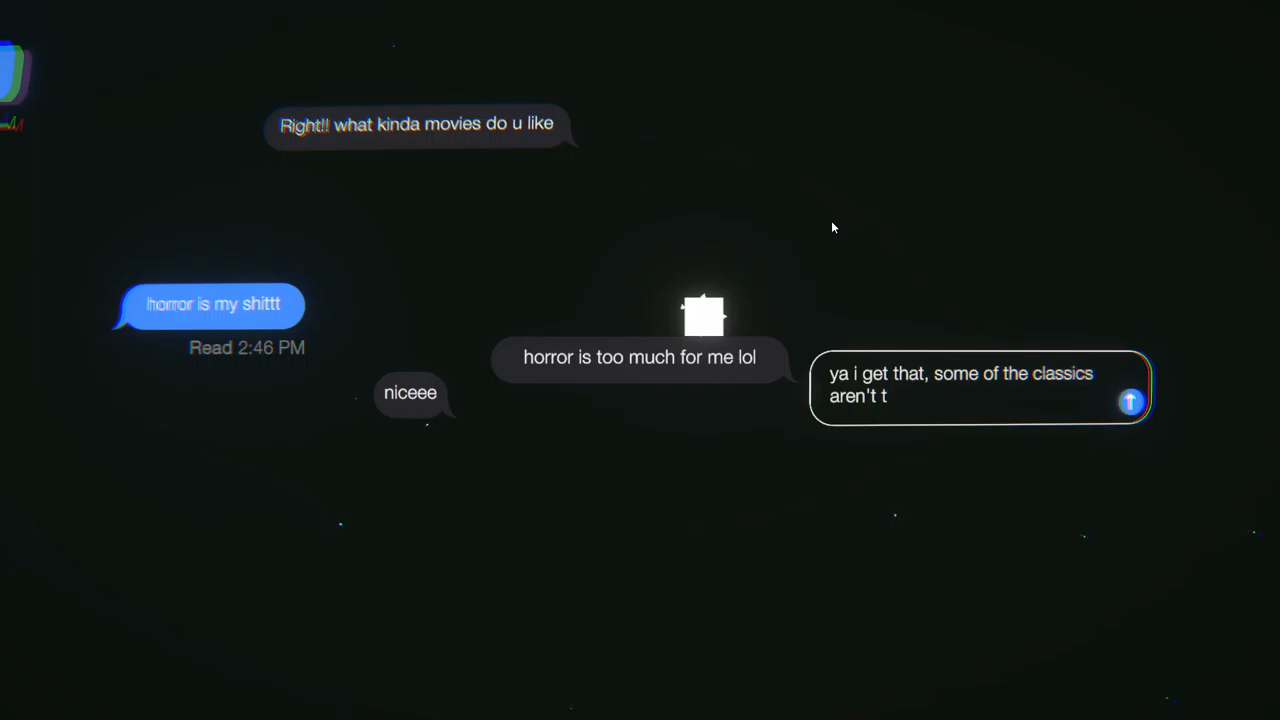 Right!! what kinda movies do u like
horror is my shittt
Read 2:46 PM
niceee
horror is too much for me lol
ya i get that, some of the classics
aren't t